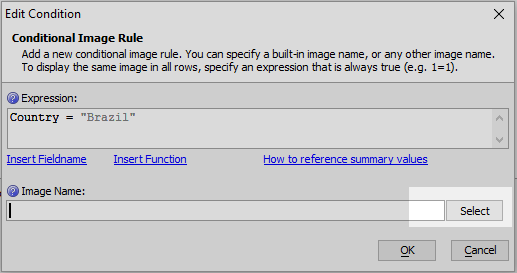 Edit Condition
Conditional Image Rule
Add a new conditional image rule. You can specify a built-in image name, or any other image name.
To display the same image in all rows, specify an expression that is always true (e.g. 1=1).
Expression:
Country = "Brazil"
Insert Fieldname Insert Function How to reference summary values
Image Name:
Select
OK Cancel